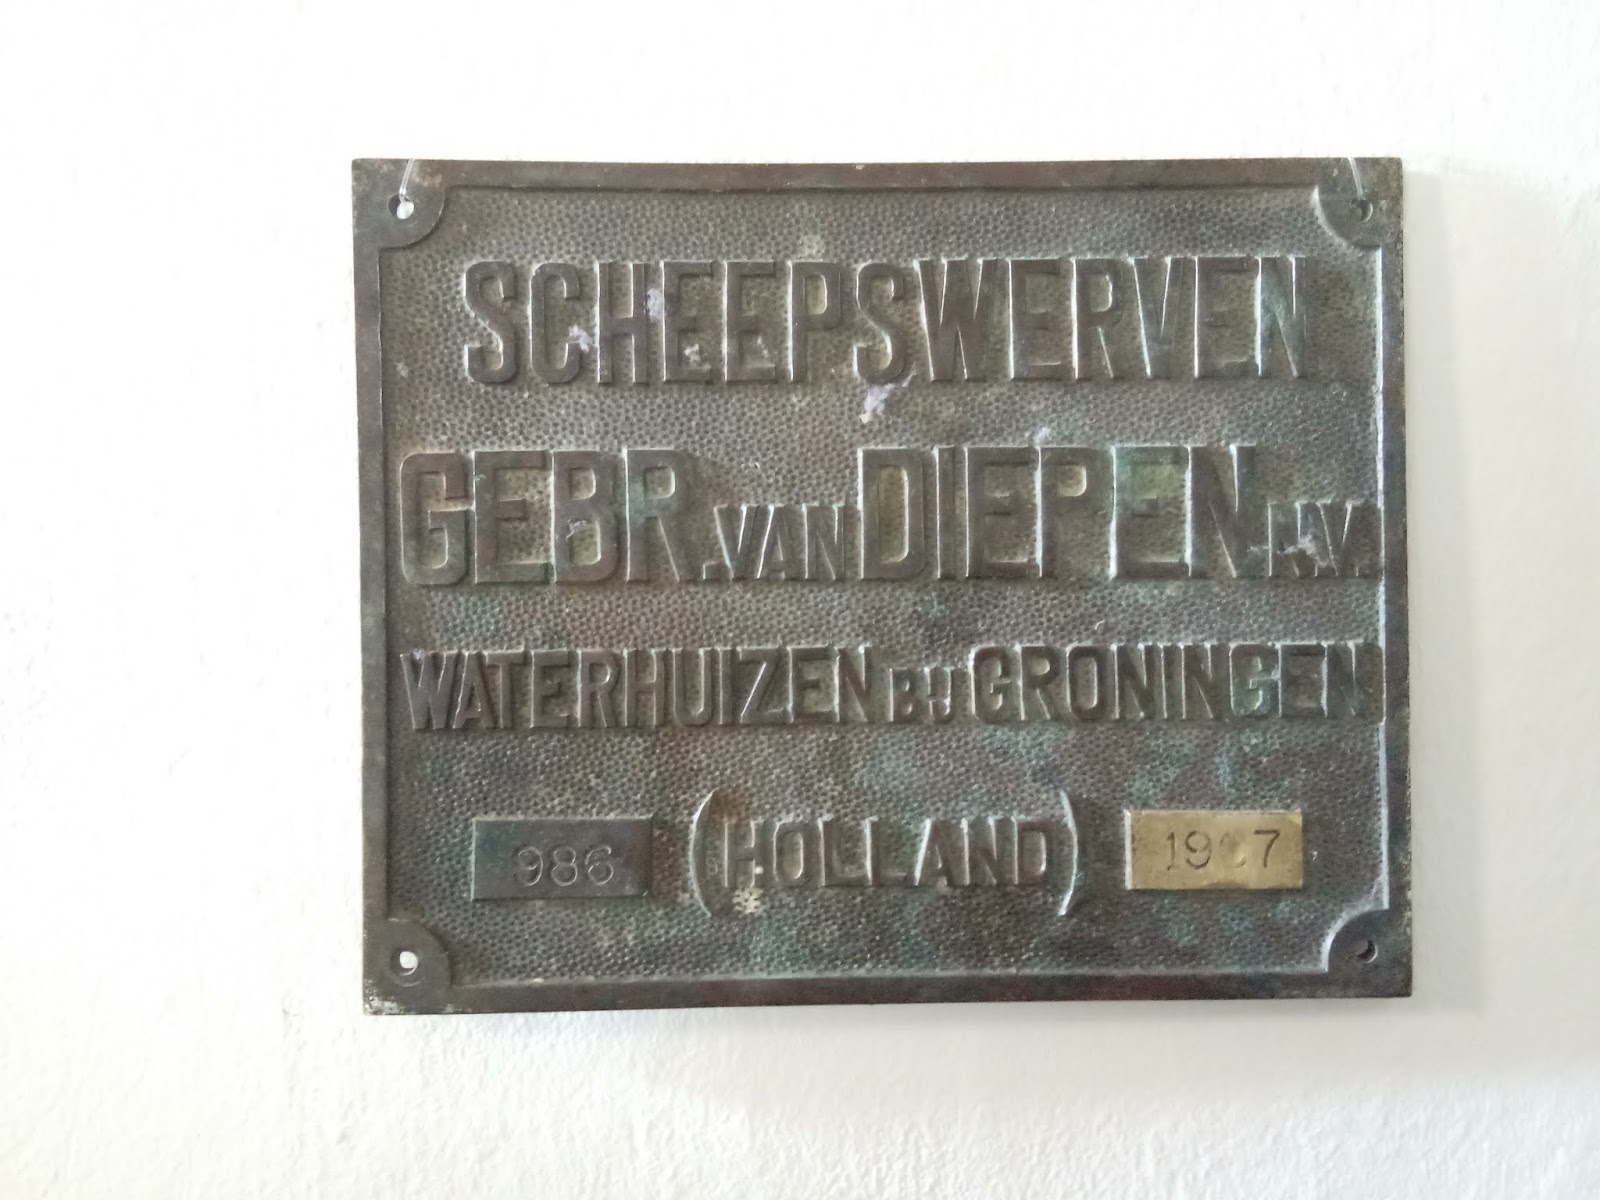 SCHEEPSWERVEN
GEBR. VAN DIEPEN N.V.
WATERHUIZEN BIJ GRONINGEN
986 (HOLLAND)